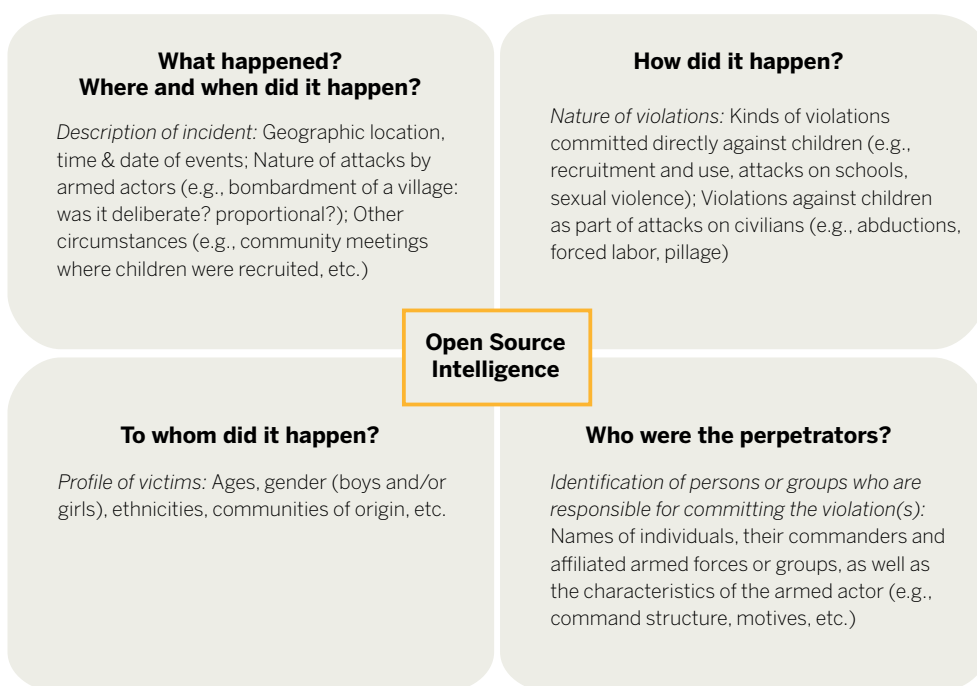 What happened?
Where and when did it happen?
Description of incident: Geographic location,
time & date of events; Nature of attacks by
armed actors (e.g., bombardment of a village:
was it deliberate? proportional?); Other
circumstances (e.g., community meetings
where children were recruited, etc.)
How did it happen?
Nature of violations: Kinds of violations
committed directly against children (e.g.,
recruitment and use, attacks on schools,
sexual violence); Violations against children
as part of attacks on civilians (e.g., abductions,
forced labor, pillage)
Open Source
Intelligence
To whom did it happen?
Profile of victims: Ages, gender (boys and/or
girls), ethnicities, communities of origin, etc.
Who were the perpetrators?
Identification of persons or groups who are
responsible for committing the violation(s):
Names of individuals, their commanders and
affiliated armed forces or groups, as well as
the characteristics of the armed actor (e.g.,
command structure, motives, etc.)